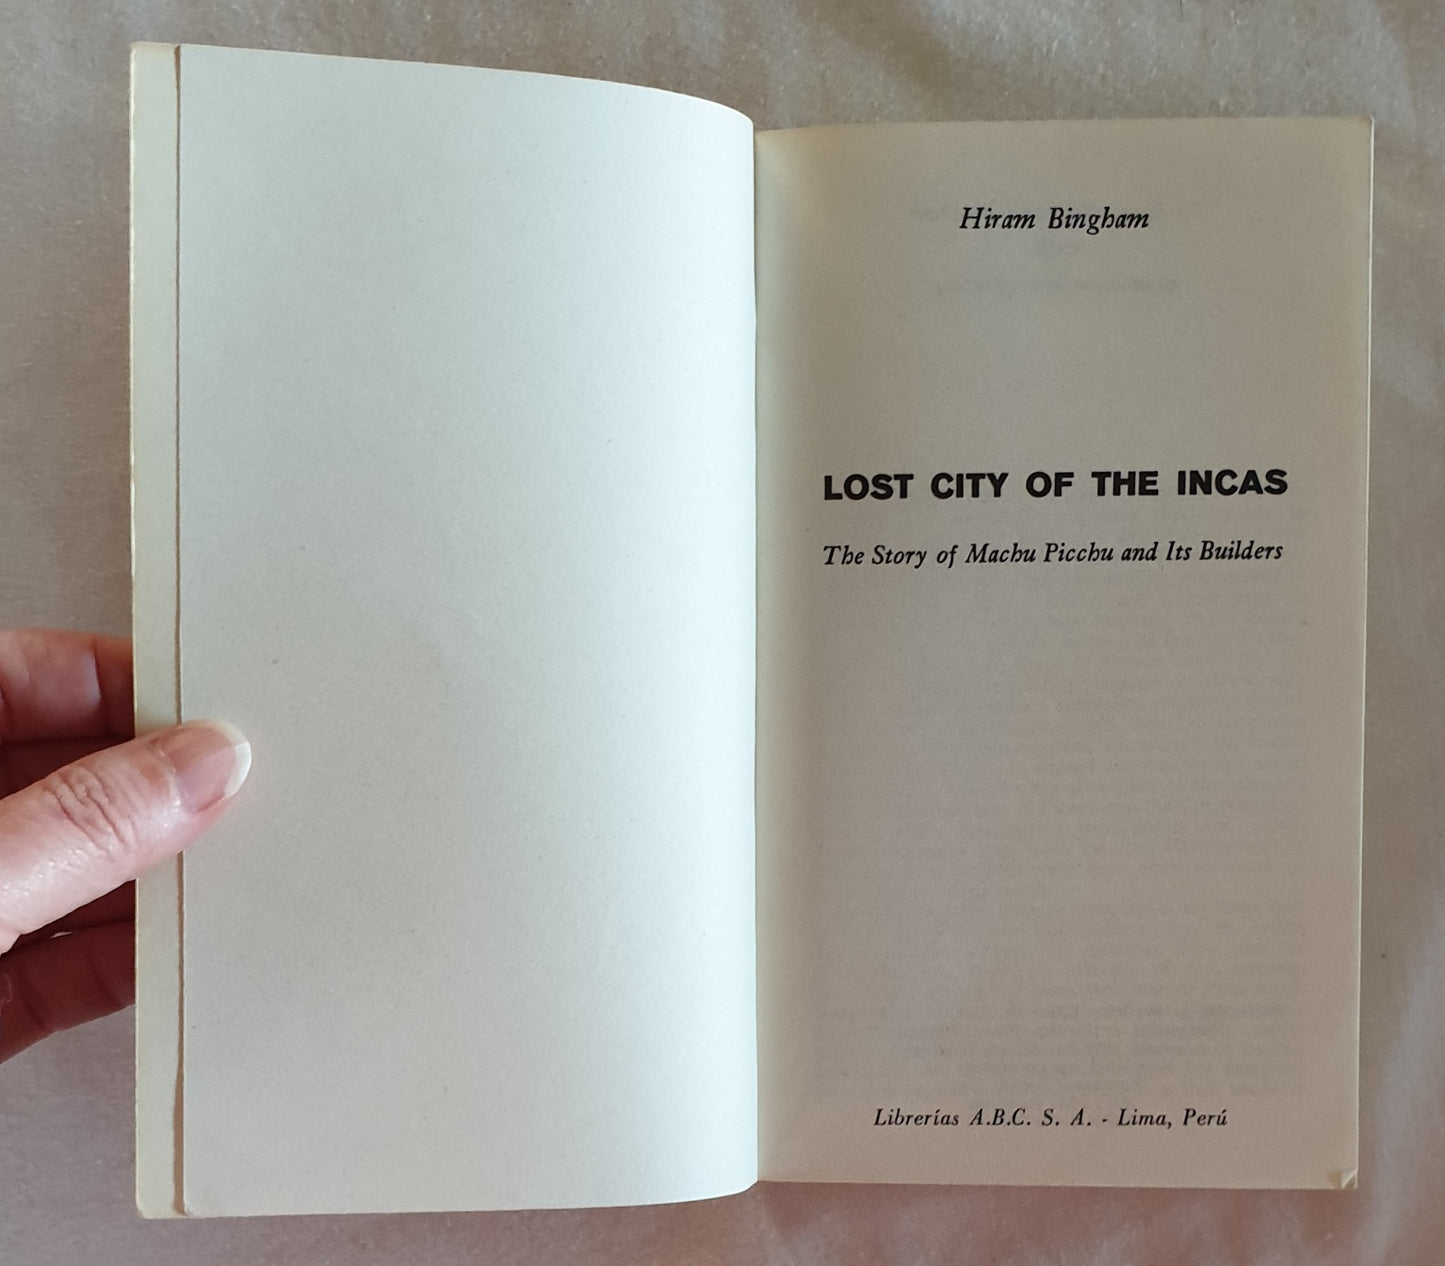 Hiram Bingham
LOST CITY OF THE INCAS
The Story of Machu Picchu and Its Builders
Librerías A.B.C. S. A. - Lima, Perú